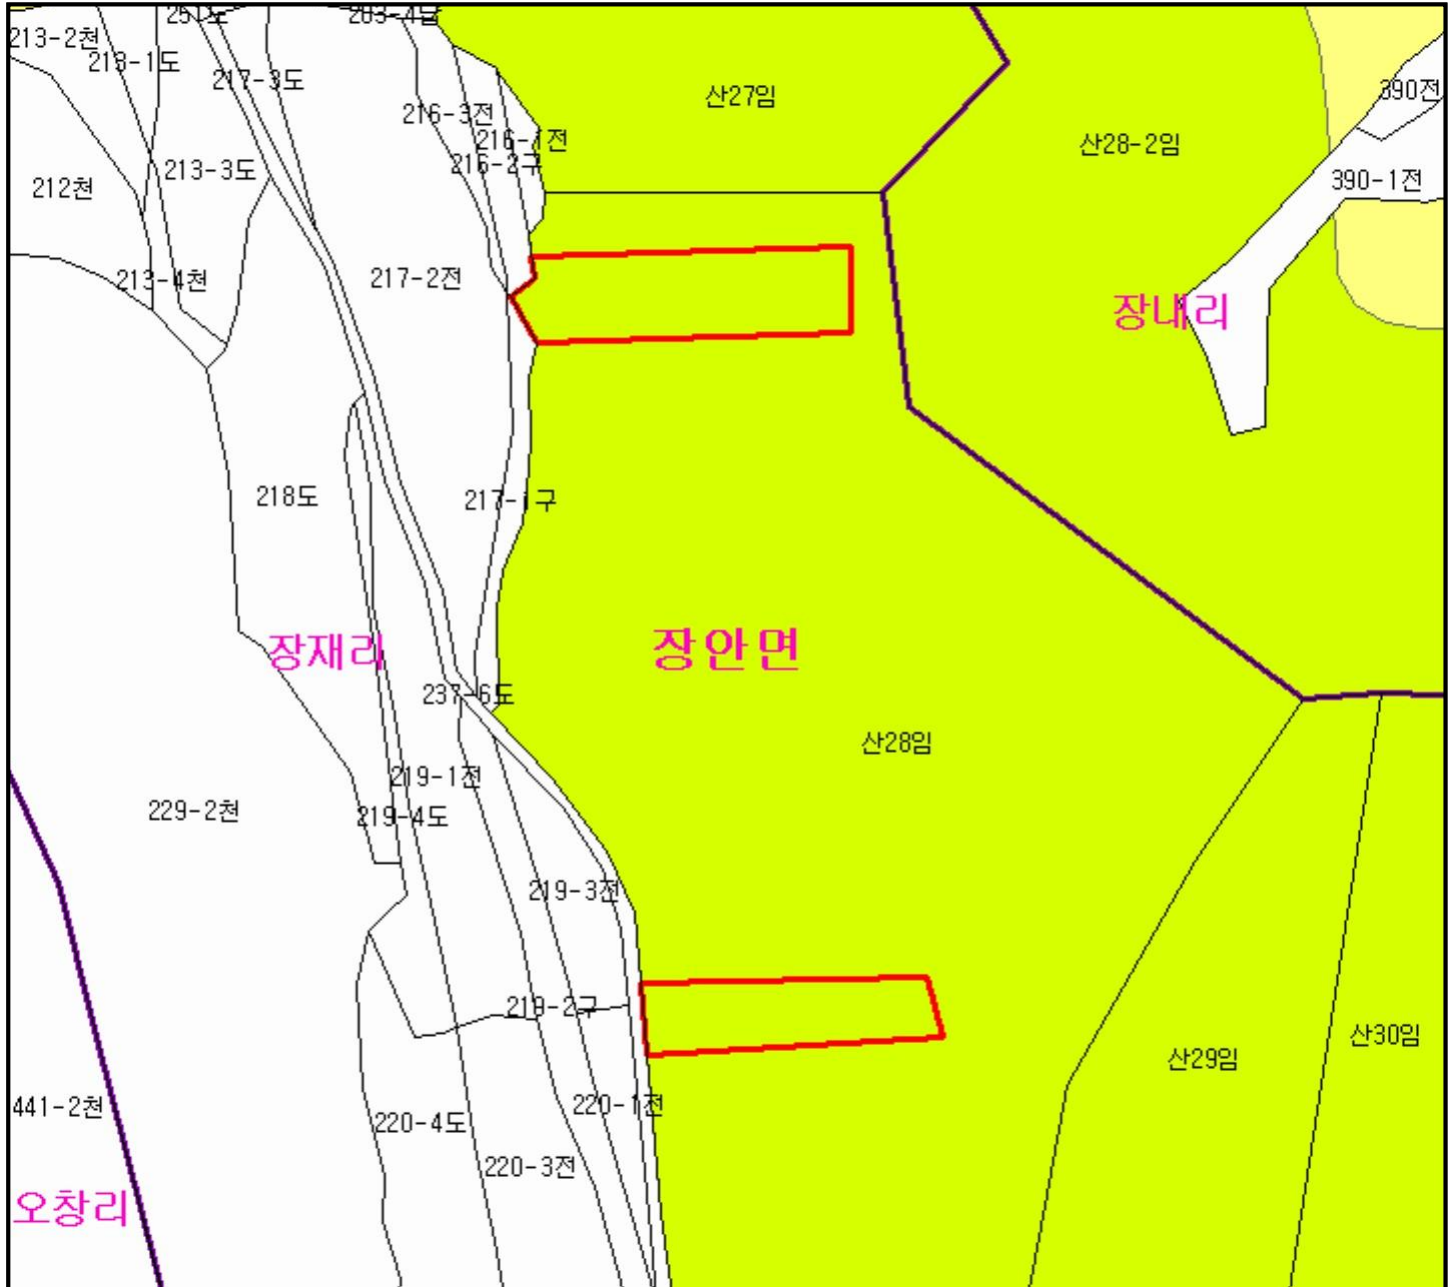 251도
213-2천
213-1도
217-3도
390전
산27임
216-3전
216-1전
산28-2임
216-2구
213-3도
390-1전
212천
217-2전
213-4천
장내리
218도
217-1구
장재리
장안면
237-6도
산28임
219-1전
229-2천
219-4도
219-3전
219-2구
산30임
산29임
441-2천
220-1전
220-4도
220-3전
오창리